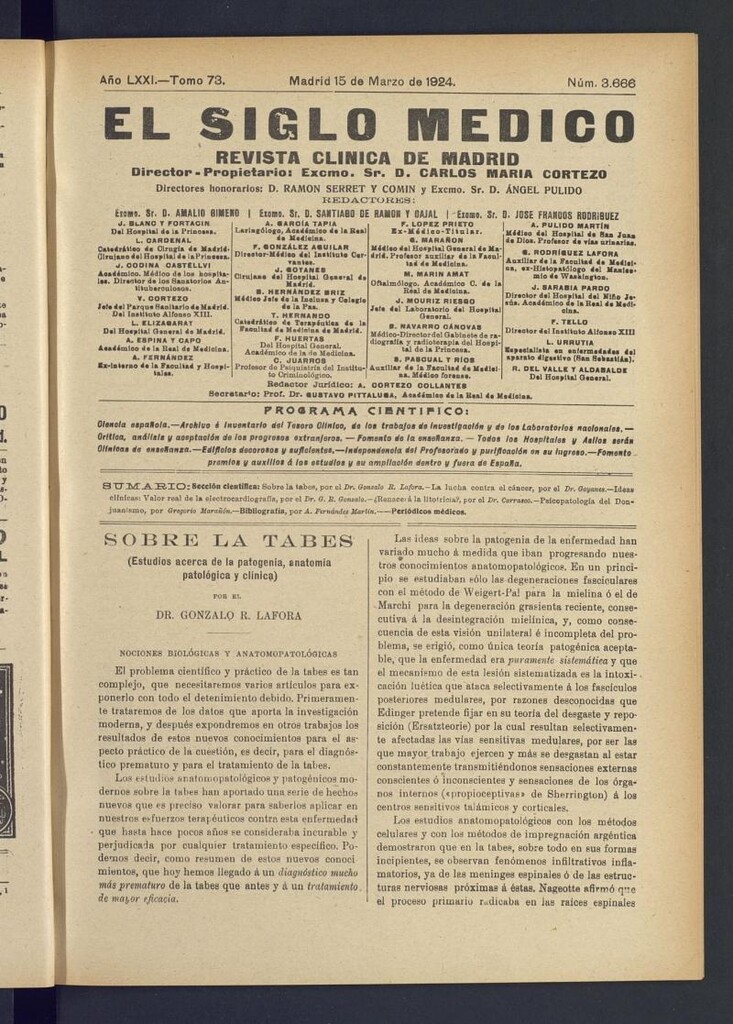 Año LXXI.—Tomo 73.
Madrid 15 de Marzo de 1924.
Núm. 3.666
EL SIGLO MEDICO
REVISTA CLINICA DE MADRID
Director-Propietario: Excmo. Sr. D. CARLOS MARIA CORTEZO
Directores honorarios: D. RAMON SERRET Y COMIN y Excmo. Sr. D. ÁNGEL PULIDO
REDACTORES:
Excmo. Sr. D. AMALIO GIMENO | Excmo. Sr. D. SANTIAGO DE RAMON Y CAJAL | Excmo. Sr. D. JOSE FRANCOS RODRIGUEZ
J. BLANC Y FORTACIN
Del Hospital de la Princesa.
L. CARDENAL
Catedrático de Cirugía de Madrid.
Cirujano del Hospital de la Princesa.
J. CODINA CASTELLVI
Académico. Médico de los hospita-
les. Director de los Sanatorios An-
tituberculosos.
V. CORTEZO
Jefe del Parque Sanitario de Madrid.
Del Instituto Alfonso XIII.
L. ELIZAGARAY
Del Hospital General de Madrid.
A. ESPINA Y CAPO
Académico de la Real de Medicina.
A. FERNÁNDEZ
Ex-interno de la Facultad y Hospi-
tales.
A. GARCÍA TAPIA
Laringólogo, Académico de la Real
de Medicina.
F. GONZÁLEZ AGUILAR
Director-Médico del Instituto Cer-
vantes.
J. GOYANES
Cirujano del Hospital General de
Madrid.
B. HERNÁNDEZ BRIZ
Médico Jefe de la Inclusa y Colegio
de la Paz.
T. HERNANDO
Catedrático de Terapéutica de la
Facultad de Medicina de Madrid.
F. HUERTAS
Del Hospital General.
Académico de la de Medicina.
C. JUARROS
Profesor de Psiquiatría del Institu-
to Criminológico.
F. LOPEZ PRIETO
Ex-Médico-Titular.
G. MARAÑON
Médico del Hospital General de Ma-
drid. Profesor auxiliar de la Facul-
tad de Medicina.
M. MARIN AMAT
Oftalmólogo. Académico C. de la
Real de Medicina.
J. MOURIZ RIESGO
Jefe del Laboratorio del Hospital
General.
S. NAVARRO CÁNOVAS
Médico-Director del Gabinete de ra-
diografía y radioterapia del Hospi-
tal de la Princesa.
S. PASCUAL Y RIOS
Auxiliar de la Facultad de Medici-
na. Médico forense.
A. PULIDO MARTÍN
Médico del Hospital de San Juan
de Dios. Profesor de vías urinarias.
G. RODRÍGUEZ LAFORA
Auxiliar de la Facultad de Medici-
na, ex-Histopatólogo del Manico-
mio de Wáshington.
J. SARABIA PARDO
Director del Hospital del Niño Je-
sús. Académico de la Real de Medi-
cina.
F. TELLO
Director del Instituto Alfonso XIII
L. URRUTIA
Especialista en enfermedades del
aparato digestivo (San Sebastián).
R. DEL VALLE Y ALDABALDE
Del Hospital General.
Redactor Jurídico: A. CORTEZO COLLANTES
Secretario: Prof. Dr. GUSTAVO PITTALUGA, Académico de la Real de Medicina.
PROGRAMA CIENTIFICO:
Ciencia española.—Archivo é Inventario del Tesoro Clínico, de los trabajos de investigación y de los Laboratorios nacionales.—
Crítica, análisis y aceptación de los progresos extranjeros. — Fomento de la enseñanza. — Todos los Hospitales y Asilos serán
Clínicas de enseñanza.—Edificios decorosos y suficientes.—Independencia del Profesorado y purificación en su ingreso.—Fomento,
premios y auxilios á los estudios y su ampliación dentro y fuera de España.
SUMARIO: Sección científica: Sobre la tabes, por el Dr. Gonzalo R. Lafora.—La lucha contra el cáncer, por el Dr. Goyanes.—Ideas
clínicas: Valor real de la electrocardiografía, por el Dr. G. R. Gonzalo.—¿Renacerá la litotricia?, por el Dr. Carrasco.—Psicopatología del Don-
juanismo, por Gregorio Marañón.—Bibliografía, por A. Fernández Martín.—Periódicos médicos.
SOBRE LA TABES
(Estudios acerca de la patogenia, anatomía
patológica y clínica)
POR EL
DR. GONZALO R. LAFORA
NOCIONES BIOLÓGICAS Y ANATOMOPATOLÓGICAS
El problema científico y práctico de la tabes es tan
complejo, que necesitaremos varios artículos para ex-
ponerlo con todo el detenimiento debido. Primeramen-
te trataremos de los datos que aporta la investigación
moderna, y después expondremos en otros trabajos los
resultados de estos nuevos conocimientos para el as-
pecto práctico de la cuestión, es decir, para el diagnós-
tico prematuro y para el tratamiento de la tabes.
Los estudios anatomopatológicos y patogénicos mo-
dernos sobre la tabes han aportado una serie de hechos
nuevos que es preciso valorar para saberlos aplicar en
nuestros esfuerzos terapéuticos contra esta enfermedad
que hasta hace pocos años se consideraba incurable y
perjudicada por cualquier tratamiento específico. Po-
demos decir, como resumen de estos nuevos conoci-
mientos, que hoy hemos llegado á un diagnóstico mucho
más prematuro de la tabes que antes y á un tratamiento
de mayor eficacia.
Las ideas sobre la patogenia de la enfermedad han
variado mucho á medida que iban progresando nues-
tros conocimientos anatomopatológicos. En un princi-
pio se estudiaban sólo las degeneraciones fasciculares
con el método de Weigert-Pal para la mielina ó el de
Marchi para la degeneración grasienta reciente, consec-
utiva á la desintegración mielínica, y, como conse-
cuencia de esta visión unilateral é incompleta del pro-
blema, se erigió, como única teoría patogénica acepta-
ble, que la enfermedad era puramente sistemática y que
el mecanismo de esta lesión sistematizada es la intoxi-
cación luética que ataca selectivamente á los fascículos
posteriores medulares, por razones desconocidas que
Edinger pretende fijar en su teoría del desgaste y repo-
sición (Ersatzteorie) por la cual resultan selectivamen-
te afectadas las vías sensitivas medulares, por ser las
que mayor trabajo ejercen y más se desgastan al estar
constantemente transmitiéndonos sensaciones externas
conscientes ó inconscientes y sensaciones de los órga-
nos internos («propioceptivas» de Sherrington) á los
centros sensitivos talámicos y corticales.
Los estudios anatomopatológicos con los métodos
celulares y con los métodos de impregnación argéntica
demostraron que en la tabes, sobre todo en sus formas
incipientes, se observan fenómenos infiltrativos infla-
matorios, ya de las meninges espinales ó de las estruc-
turas nerviosas próximas á éstas. Nageotte afirmó que
el proceso primario radicaba en las raíces espinales